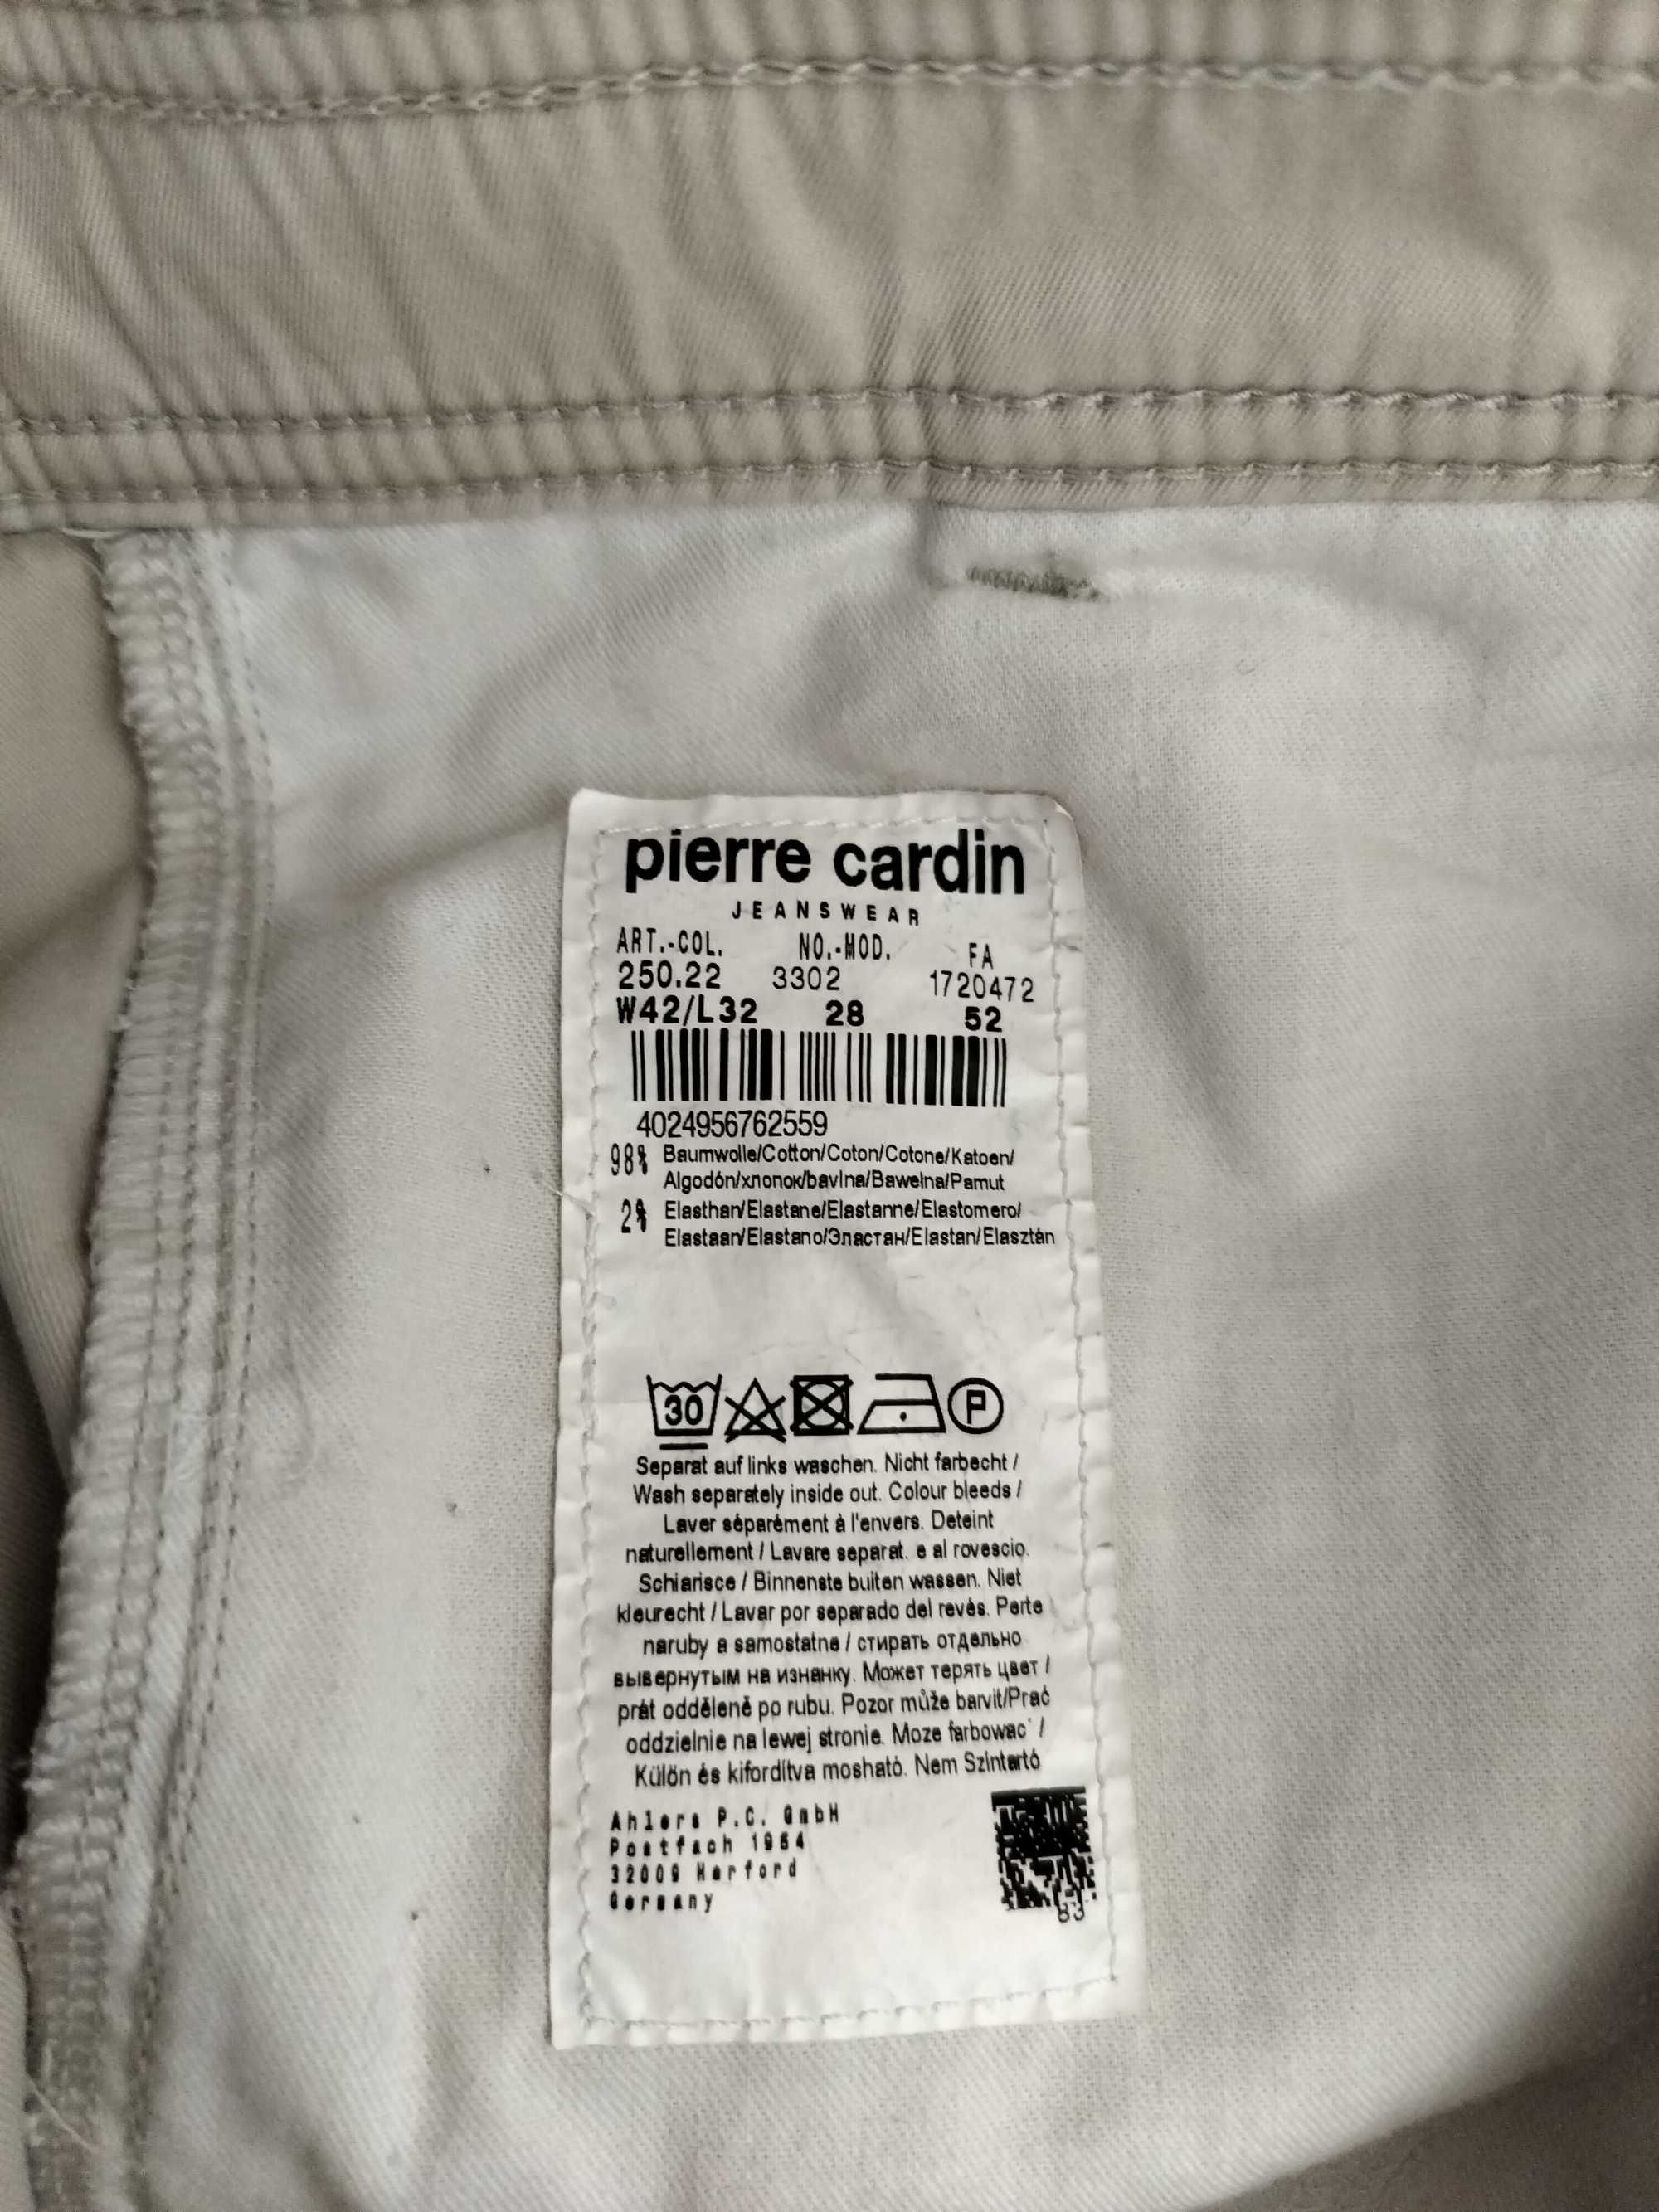 pierre cardin
JEANSWEAR
ART.-COL. NO.-MOD. FA
250.22 3302 1720472
W42/L32 28 52
4024956762559
98% Baumwolle/Cotton/Coton/Cotone/Katoen/
Algodón/хлопок/bavlna/Bawełna/Pamut
2% Elasthan/Elastane/Elastanne/Elastomero/
Elastaan/Elastano/Эластан/Elastan/Elasztán
30 P
Separat auf links waschen. Nicht farbecht /
Wash separately inside out. Colour bleeds /
Laver séparément à l'envers. Deteint
naturellement / Lavare separat. e al rovescio.
Schiarisce / Binnenste buiten wassen. Niet
kleurecht / Lavar por separado del revés. Perte
naruby a samostatne / стирать отдельно
вывернутым на изнанку. Может терять цвет /
prát odděleně po rubu. Pozor může barvit/Prać
oddzielnie na lewej stronie. Moze farbowac´ /
Külön és kifordítva mosható. Nem Színtartó
Ahlers P.C. GmbH
Postfach 1964
32009 Herford
Germany
83